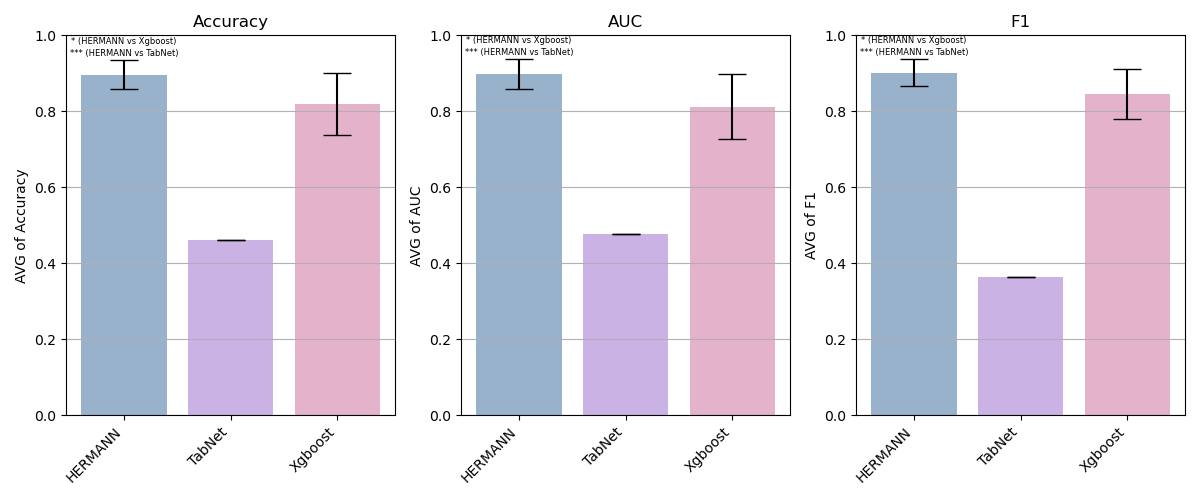 Accuracy
* (HERMANN vs Xgboost)
*** (HERMANN vs TabNet)
AVG of Accuracy
1.0
0.8
0.6
0.4
0.2
0.0
HERMANN
TabNet
Xgboost
AUC
* (HERMANN vs Xgboost)
*** (HERMANN vs TabNet)
AVG of AUC
1.0
0.8
0.6
0.4
0.2
0.0
HERMANN
TabNet
Xgboost
F1
* (HERMANN vs Xgboost)
*** (HERMANN vs TabNet)
AVG of F1
1.0
0.8
0.6
0.4
0.2
0.0
HERMANN
TabNet
Xgboost